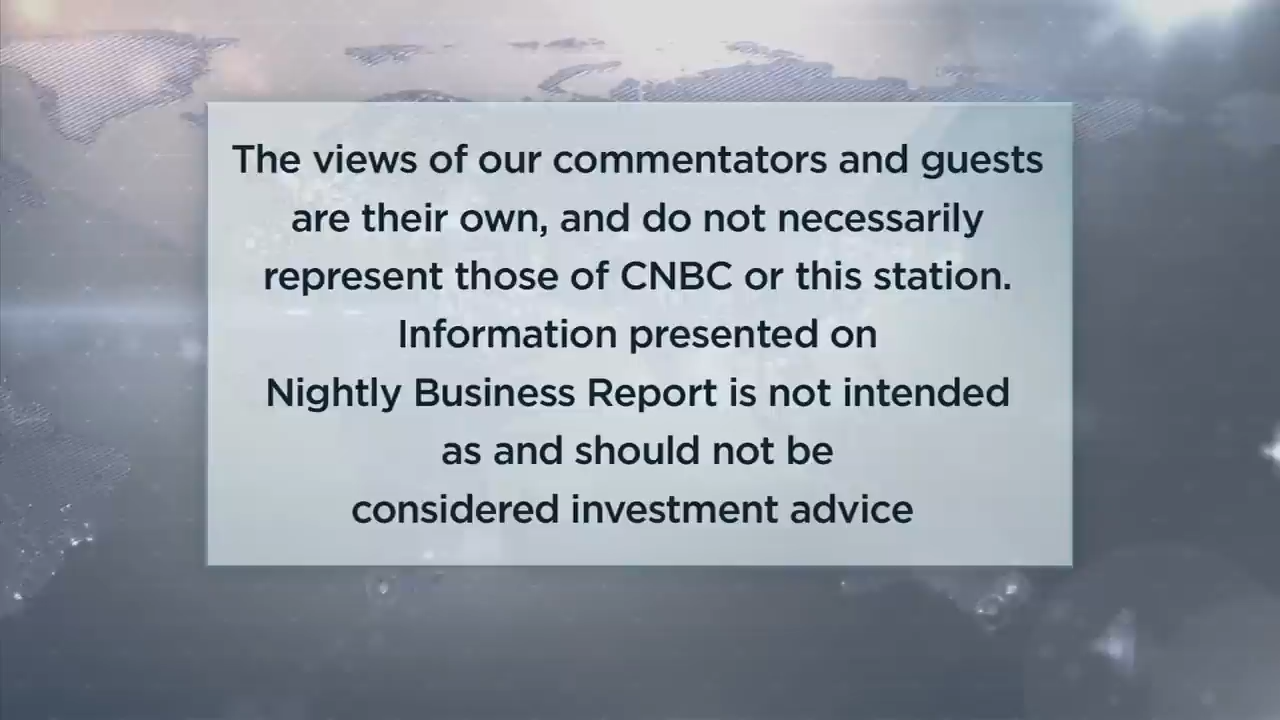 The views of our commentators and guests
are their own, and do not necessarily
represent those of CNBC or this station.
Information presented on
Nightly Business Report is not intended
as and should not be
considered investment advice